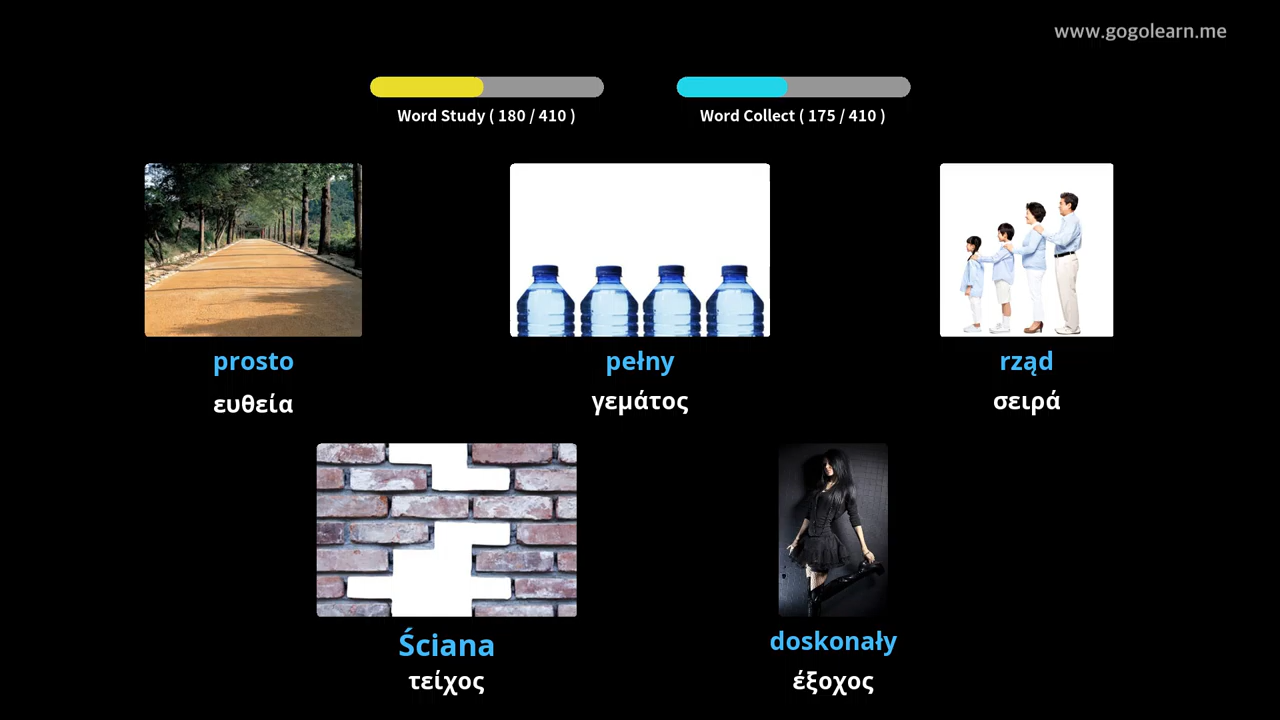 www.gogolearn.me
Word Study ( 180 / 410 )
Word Collect ( 175 / 410 )
prosto
ευθεία
pełny
γεμάτος
rząd
σειρά
Ściana
τείχος
doskonały
έξοχος